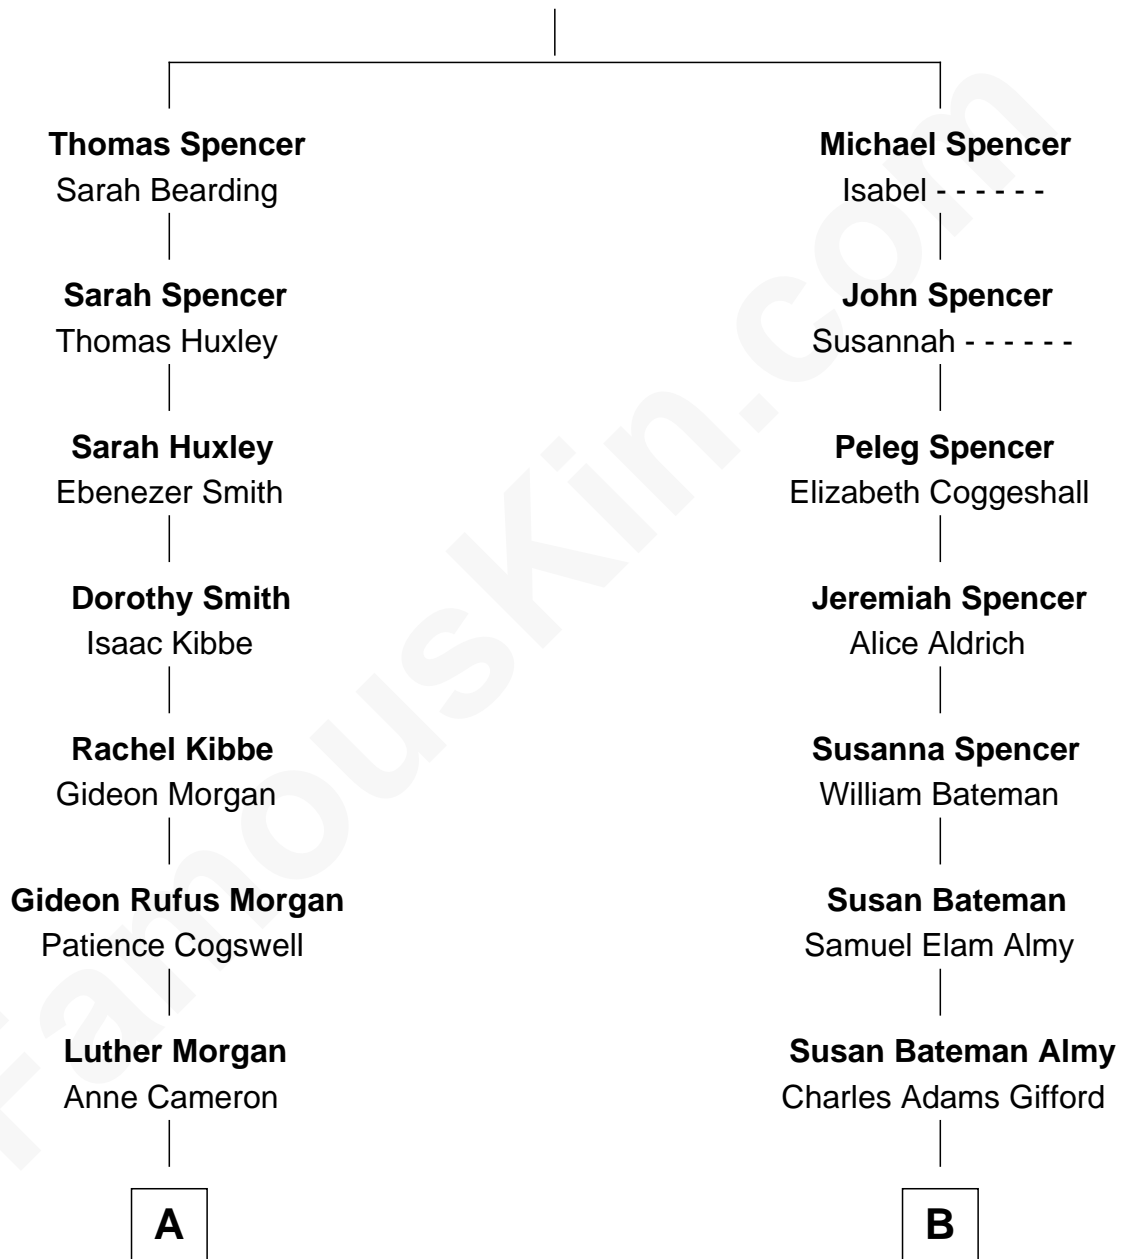 Thomas Spencer
Sarah Bearding
Sarah Spencer
Thomas Huxley
Sarah Huxley
Ebenezer Smith
Dorothy Smith
Isaac Kibbe
Rachel Kibbe
Gideon Morgan
Gideon Rufus Morgan
Patience Cogswell
Luther Morgan
Anne Cameron
A
Michael Spencer
Isabel - - - - - -
John Spencer
Susannah - - - - - -
Peleg Spencer
Elizabeth Coggeshall
Jeremiah Spencer
Alice Aldrich
Susanna Spencer
William Bateman
Susan Bateman
Samuel Elam Almy
Susan Bateman Almy
Charles Adams Gifford
B
FamousKin.com